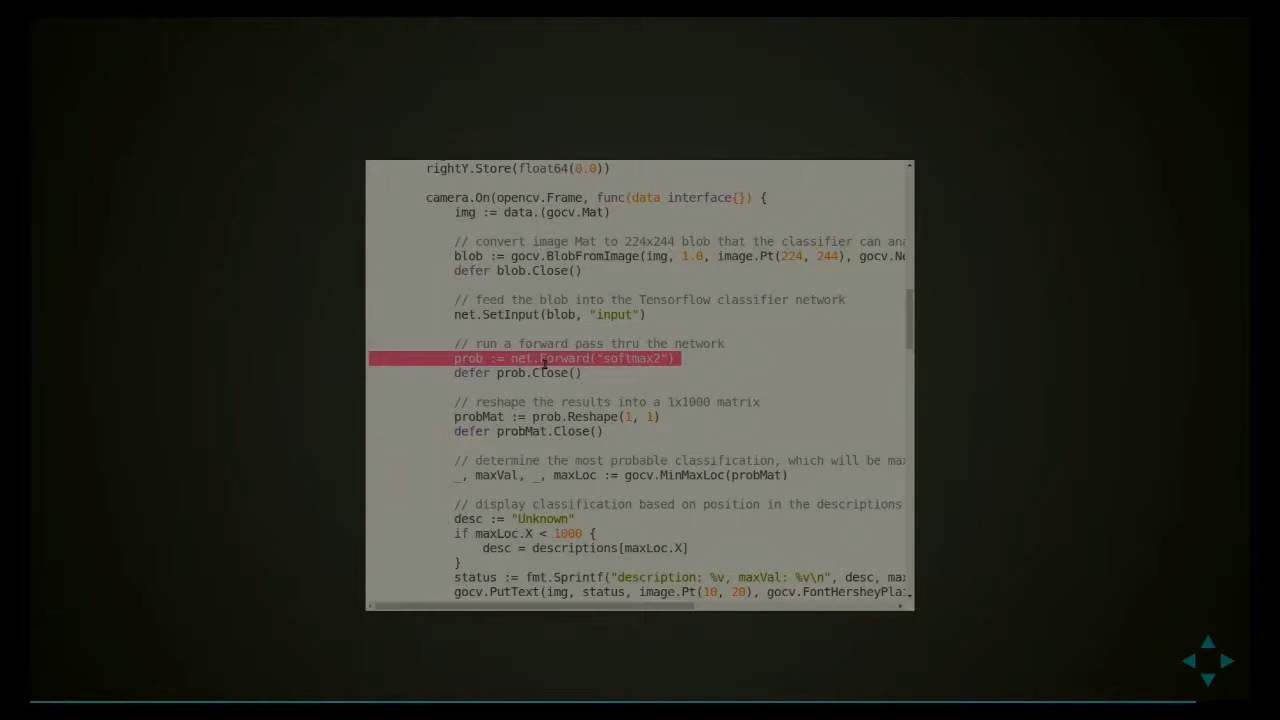 rightY.Store(float64(0.0))
camera.On(opencv.Frame, func(data interface{}) {
img := data.(gocv.Mat)
// convert image Mat to 224x244 blob that the classifier can
blob := gocv.BlobFromImage(img, 1.0, image.Pt(224, 244),
defer blob.Close()
// feed the blob into the Tensorflow classifier network
net.SetInput(blob, "input")
// run a forward pass thru the network
prob := net.Forward("softmax2")
defer prob.Close()
// reshape the results into a 1x1000 matrix
probMat := prob.Reshape(1, 1)
defer probMat.Close()
// determine the most probable classification, which will be
_, maxVal, _, maxLoc := gocv.MinMaxLoc(probMat)
// display classification based on position in the descriptions
desc := "Unknown"
if maxLoc.X < 1000 {
desc = descriptions[maxLoc.X]
}
status := fmt.Sprintf("description: %v, maxVal: %v\n", desc,
gocv.PutText(img, status, image.Pt(10, 20), gocv.FontHersheyPla